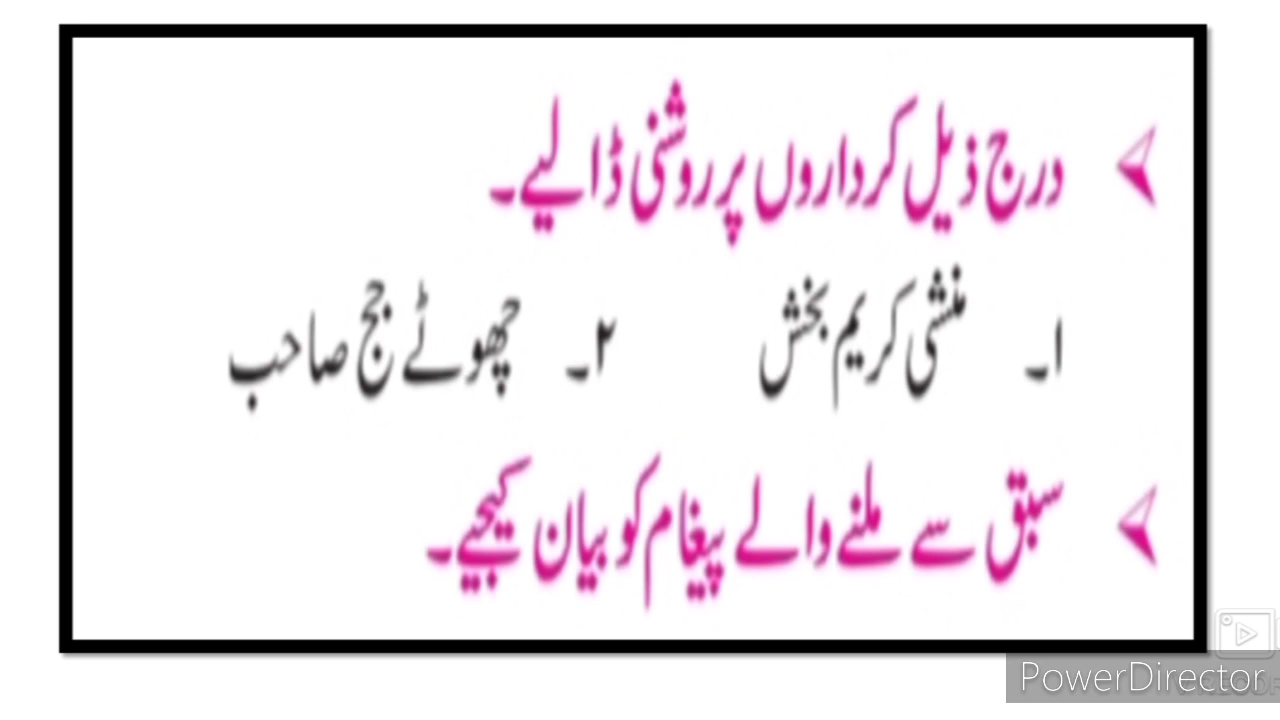 درج ذیل کرداروں پر روشنی ڈالیے۔
۱۔ منشی کریم بخش ۲۔ چھوٹے جج صاحب
سبق سے ملنے والے پیغام کو بیان کیجیے۔
PowerDirector